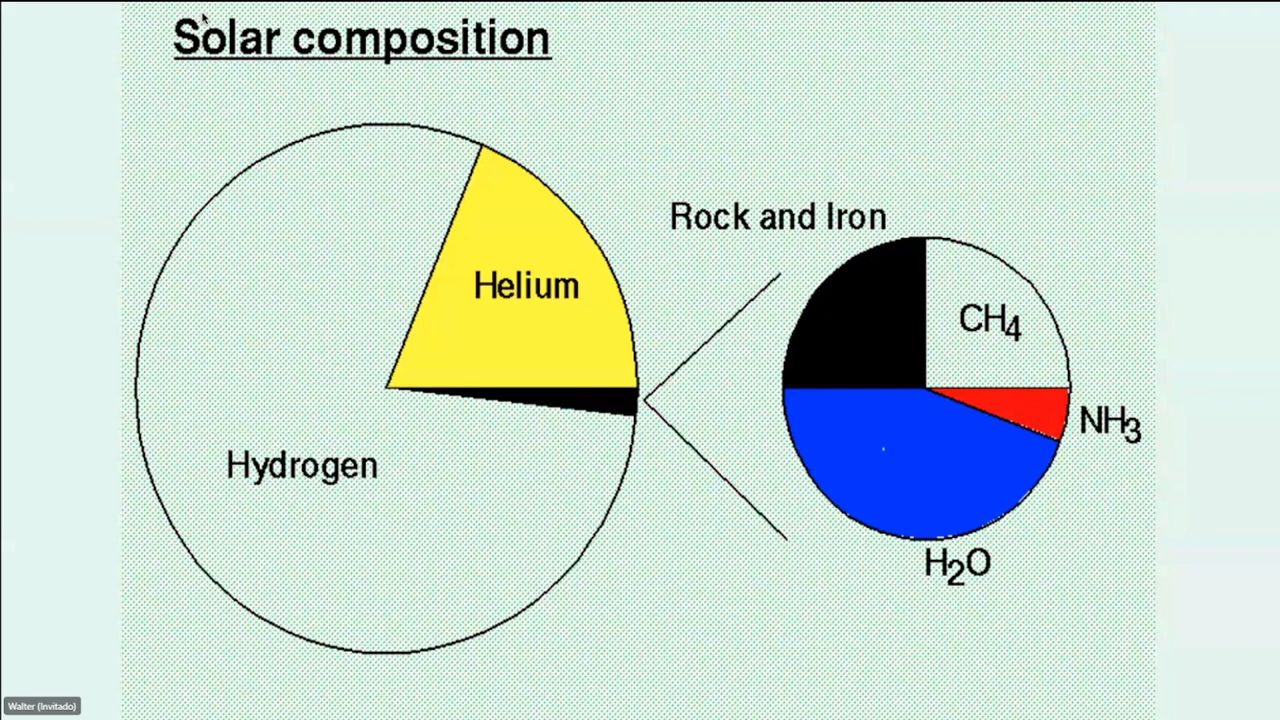 Solar composition
Rock and Iron
Helium
CH4
NH3
Hydrogen
H2O
Walter (Invitado)